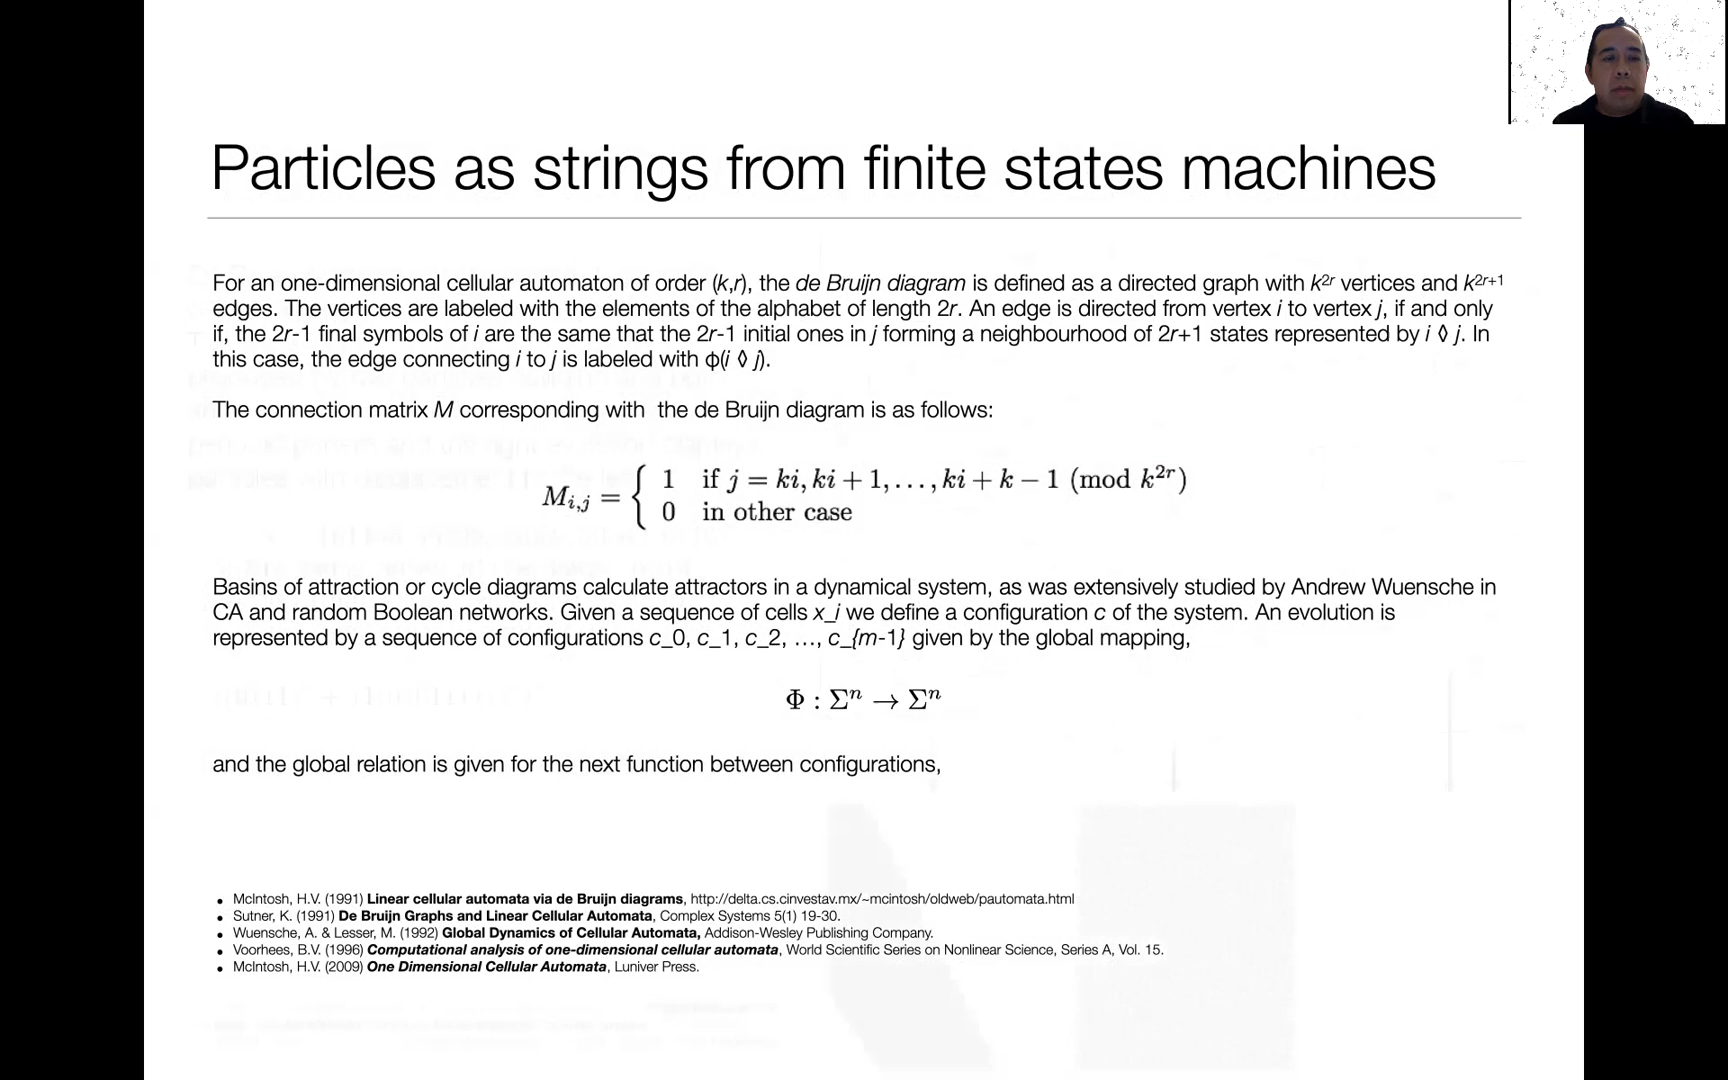 Particles as strings from finite states machines
For an one-dimensional cellular automaton of order (k,r), the de Bruijn diagram is defined as a directed graph with k²ʳ vertices and k²ʳ⁺¹
edges. The vertices are labeled with the elements of the alphabet of length 2r. An edge is directed from vertex i to vertex j, if and only
if, the 2r-1 final symbols of i are the same that the 2r-1 initial ones in j forming a neighbourhood of 2r+1 states represented by i ◊ j. In
this case, the edge connecting i to j is labeled with φ(i ◊ j).
The connection matrix M corresponding with the de Bruijn diagram is as follows:
M_{i,j} = { 1 if j = ki, ki + 1, . . . , ki + k − 1 (mod k²ʳ)
0 in other case
Basins of attraction or cycle diagrams calculate attractors in a dynamical system, as was extensively studied by Andrew Wuensche in
CA and random Boolean networks. Given a sequence of cells x_i we define a configuration c of the system. An evolution is
represented by a sequence of configurations c_0, c_1, c_2, …, c_{m-1} given by the global mapping,
Φ : Σⁿ → Σⁿ
and the global relation is given for the next function between configurations,
• McIntosh, H.V. (1991) Linear cellular automata via de Bruijn diagrams, http://delta.cs.cinvestav.mx/~mcintosh/oldweb/pautomata.html
• Sutner, K. (1991) De Bruijn Graphs and Linear Cellular Automata, Complex Systems 5(1) 19-30.
• Wuensche, A. & Lesser, M. (1992) Global Dynamics of Cellular Automata, Addison-Wesley Publishing Company.
• Voorhees, B.V. (1996) Computational analysis of one-dimensional cellular automata, World Scientific Series on Nonlinear Science, Series A, Vol. 15.
• McIntosh, H.V. (2009) One Dimensional Cellular Automata, Luniver Press.